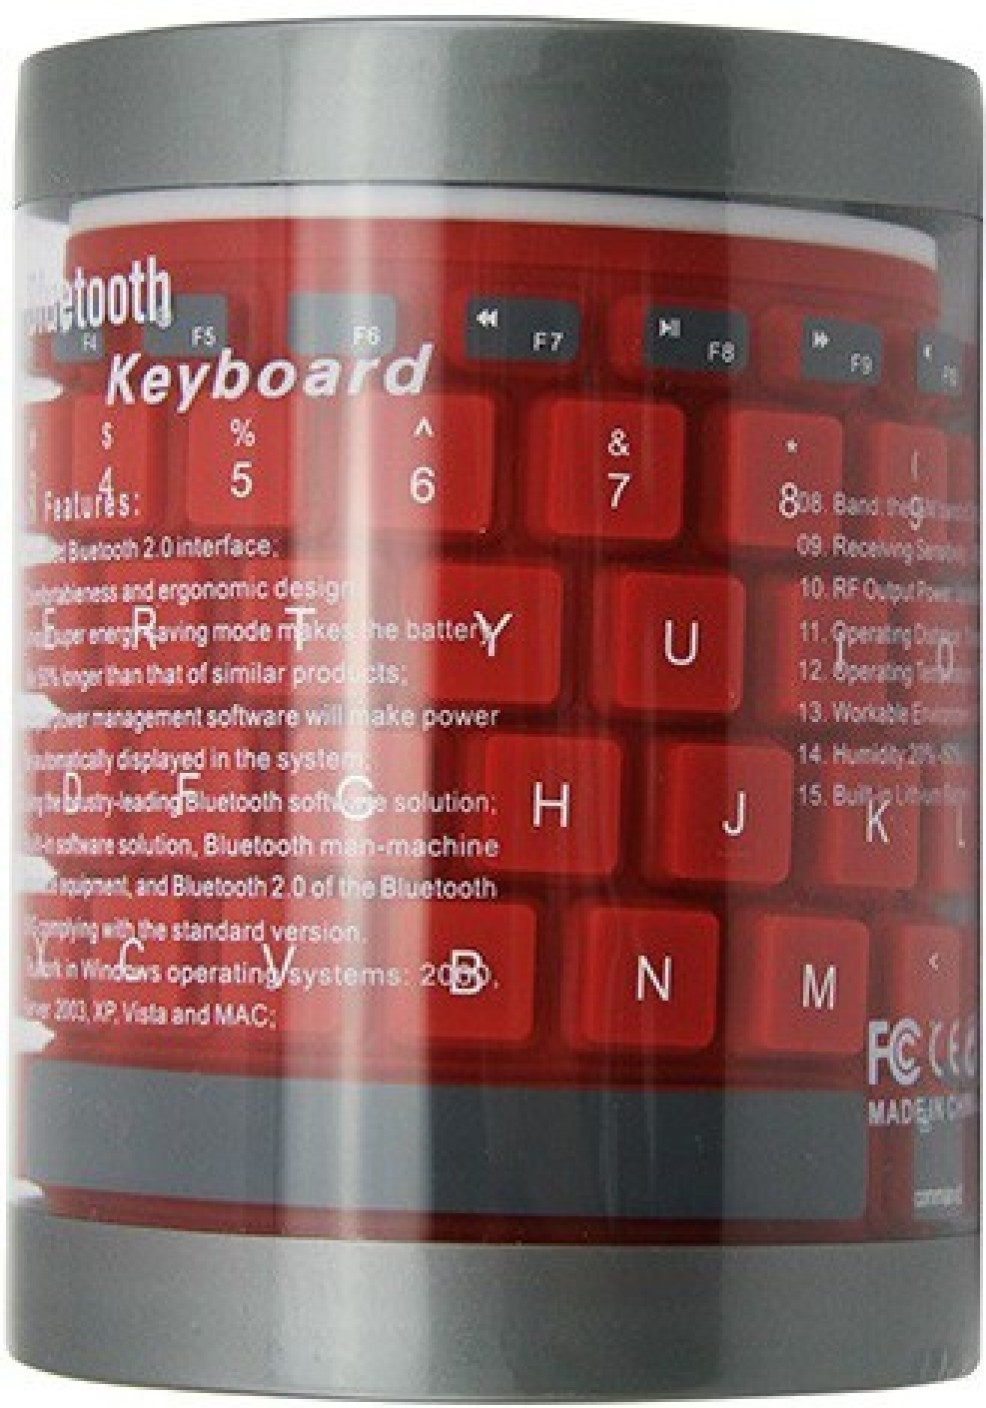 Bluetooth
Keyboard
F4 F5 F6 F7 F8 F9
$ % ^ & * (
4 5 6 7 8 9
Features:
Bluetooth 2.0 interface;
and ergonomic design
super energy saving mode makes the battery
50% longer than that of similar products;
power management software will make power
automatically displayed in the system;
industry-leading Bluetooth software solution;
software solution, Bluetooth man-machine
equipment, and Bluetooth 2.0 of the Bluetooth
complying with the standard version.
work in Windows operating systems: 2000,
2003, XP, Vista and MAC;
08. Band: the
09. Receiving
10. RF Output Power
11. Operating
12. Operating
13. Workable
14. Humidity 20%
15. Built-in
E R T Y U I O
D F G H J K L
C V B N M <
FC CE
MADE IN CHINA
command